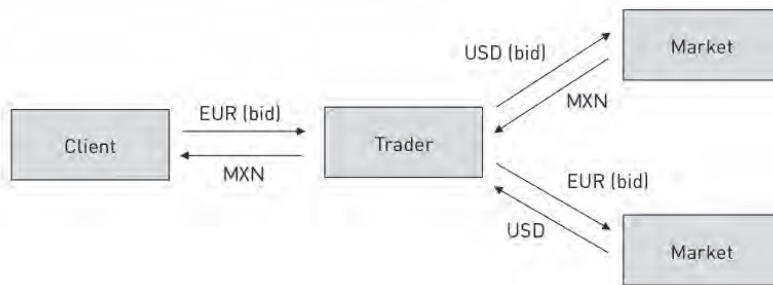 Market
USD (bid)
MXN
EUR (bid)
Client
Trader
MXN
EUR (bid)
USD
Market